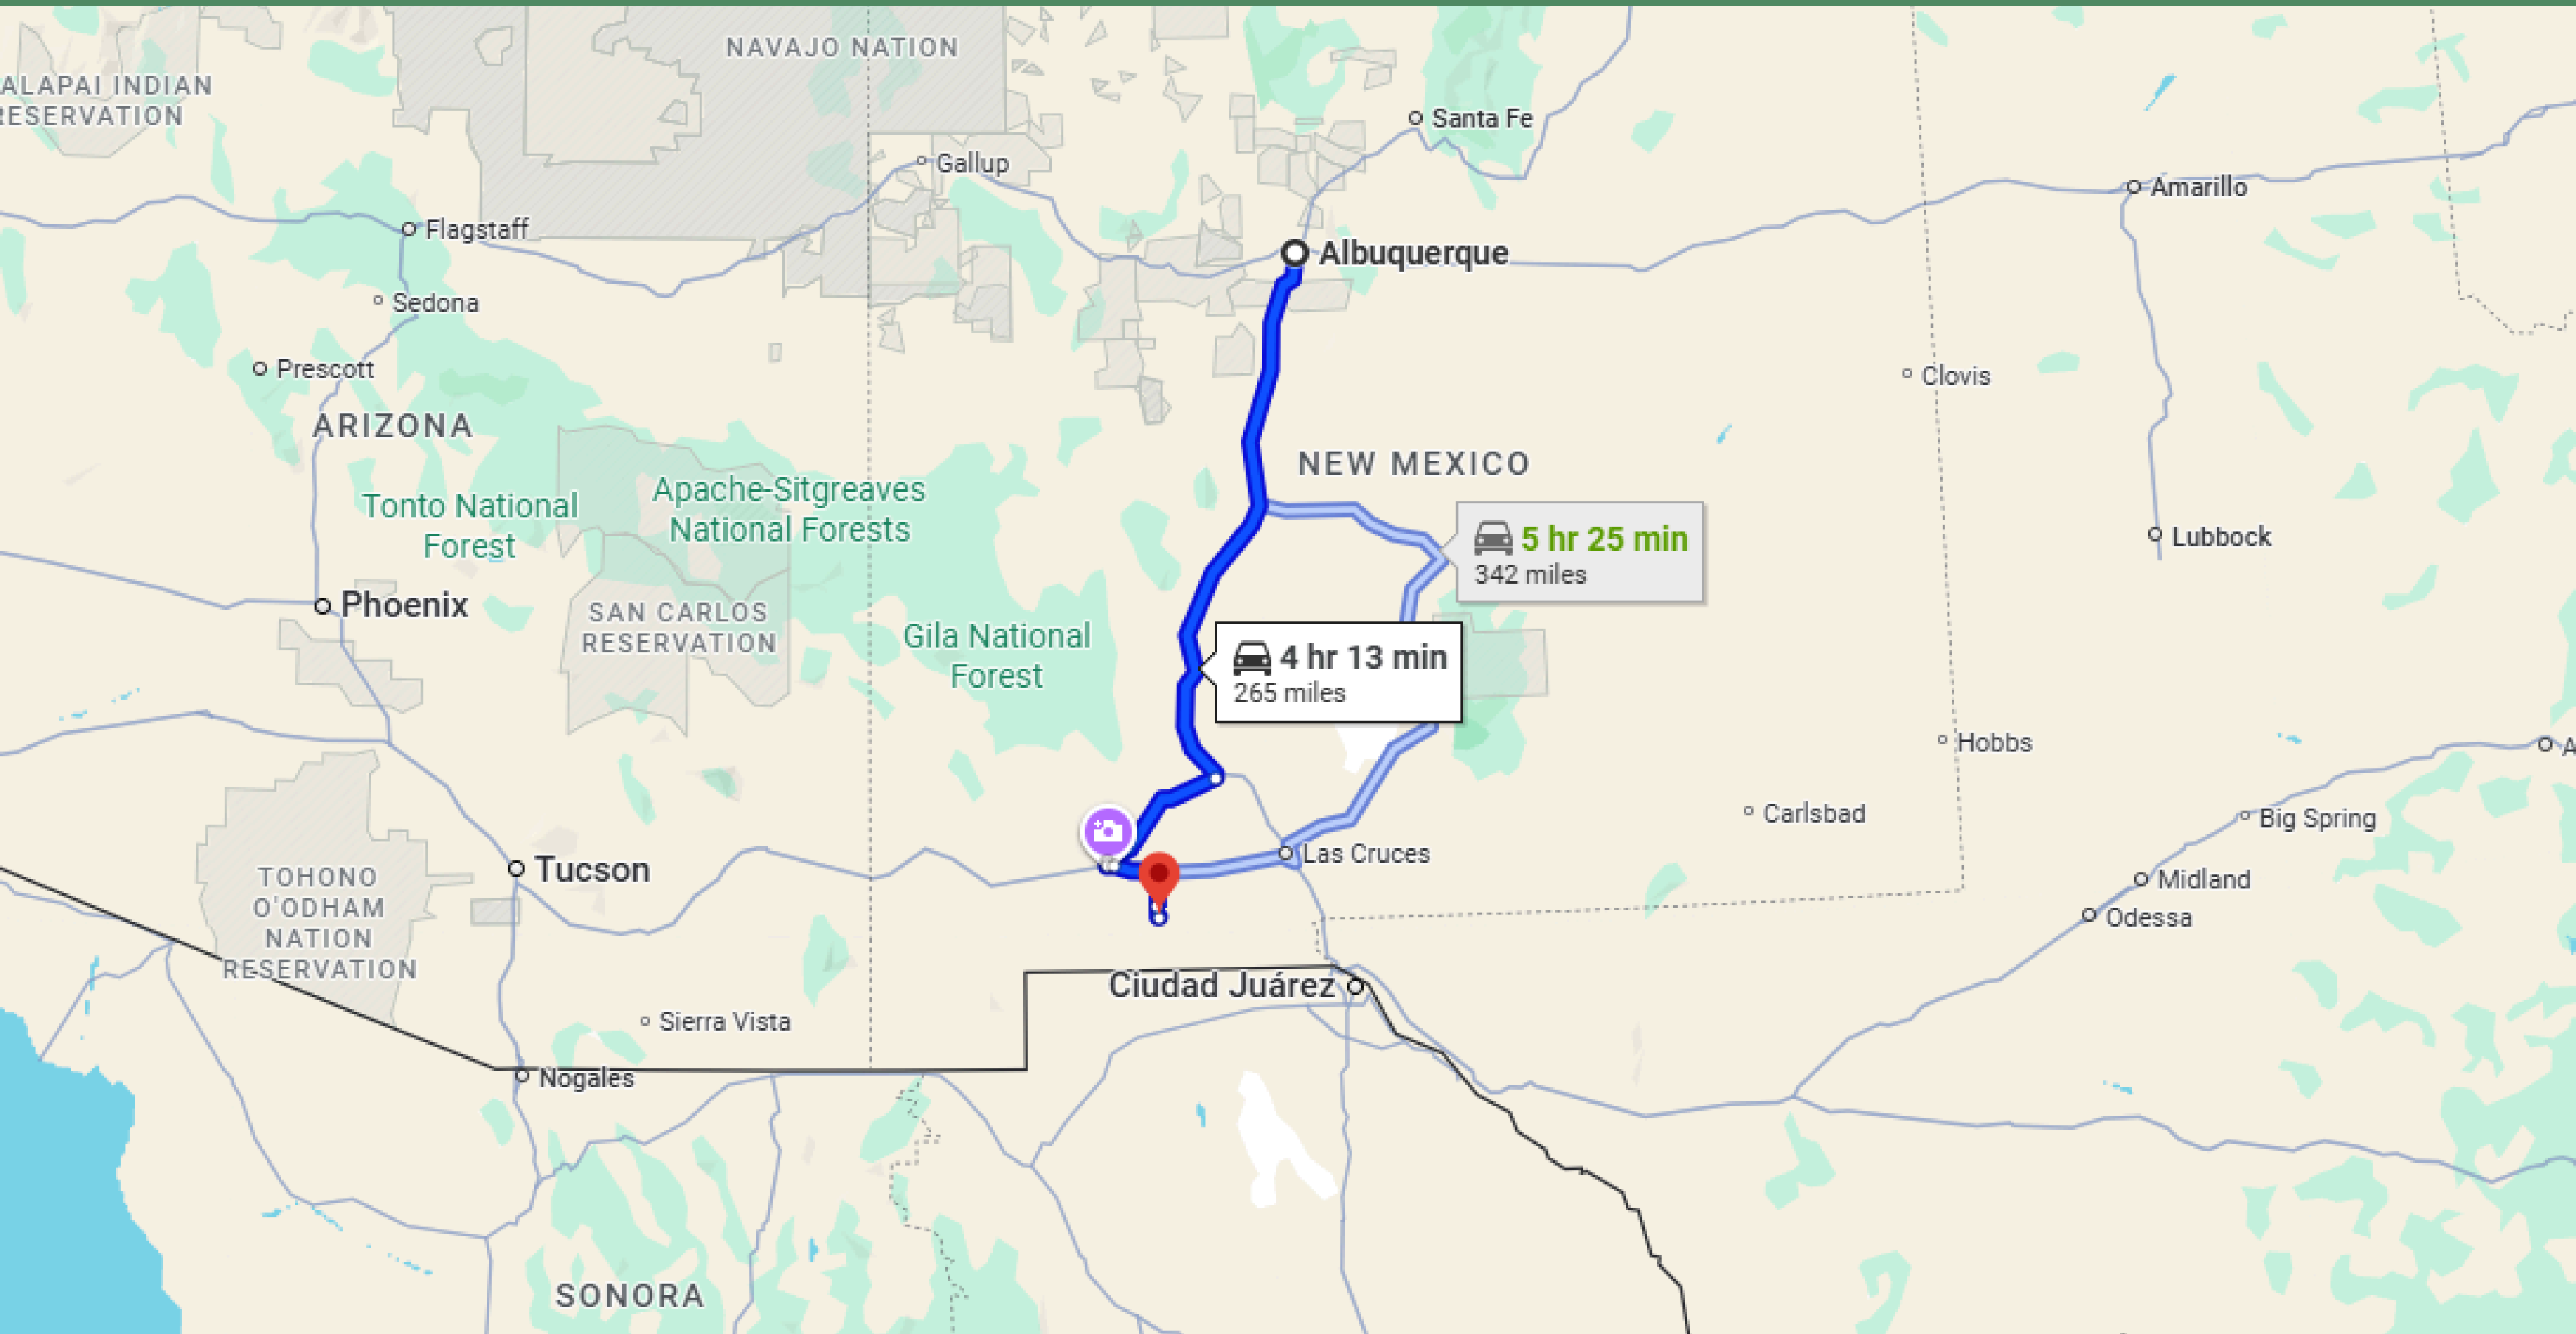 NAVAJO NATION
ALAPAI INDIAN
RESERVATION
Santa Fe
Gallup
Amarillo
Flagstaff
Albuquerque
Sedona
Prescott
Clovis
ARIZONA
NEW MEXICO
Apache-Sitgreaves
National Forests
Tonto National
Forest
5 hr 25 min
342 miles
Lubbock
Phoenix
SAN CARLOS
RESERVATION
Gila National
Forest
4 hr 13 min
265 miles
Hobbs
A
Carlsbad
Big Spring
Las Cruces
Tucson
TOHONO
O'ODHAM
NATION
RESERVATION
Midland
Odessa
Ciudad Juárez
Sierra Vista
Nogales
SONORA